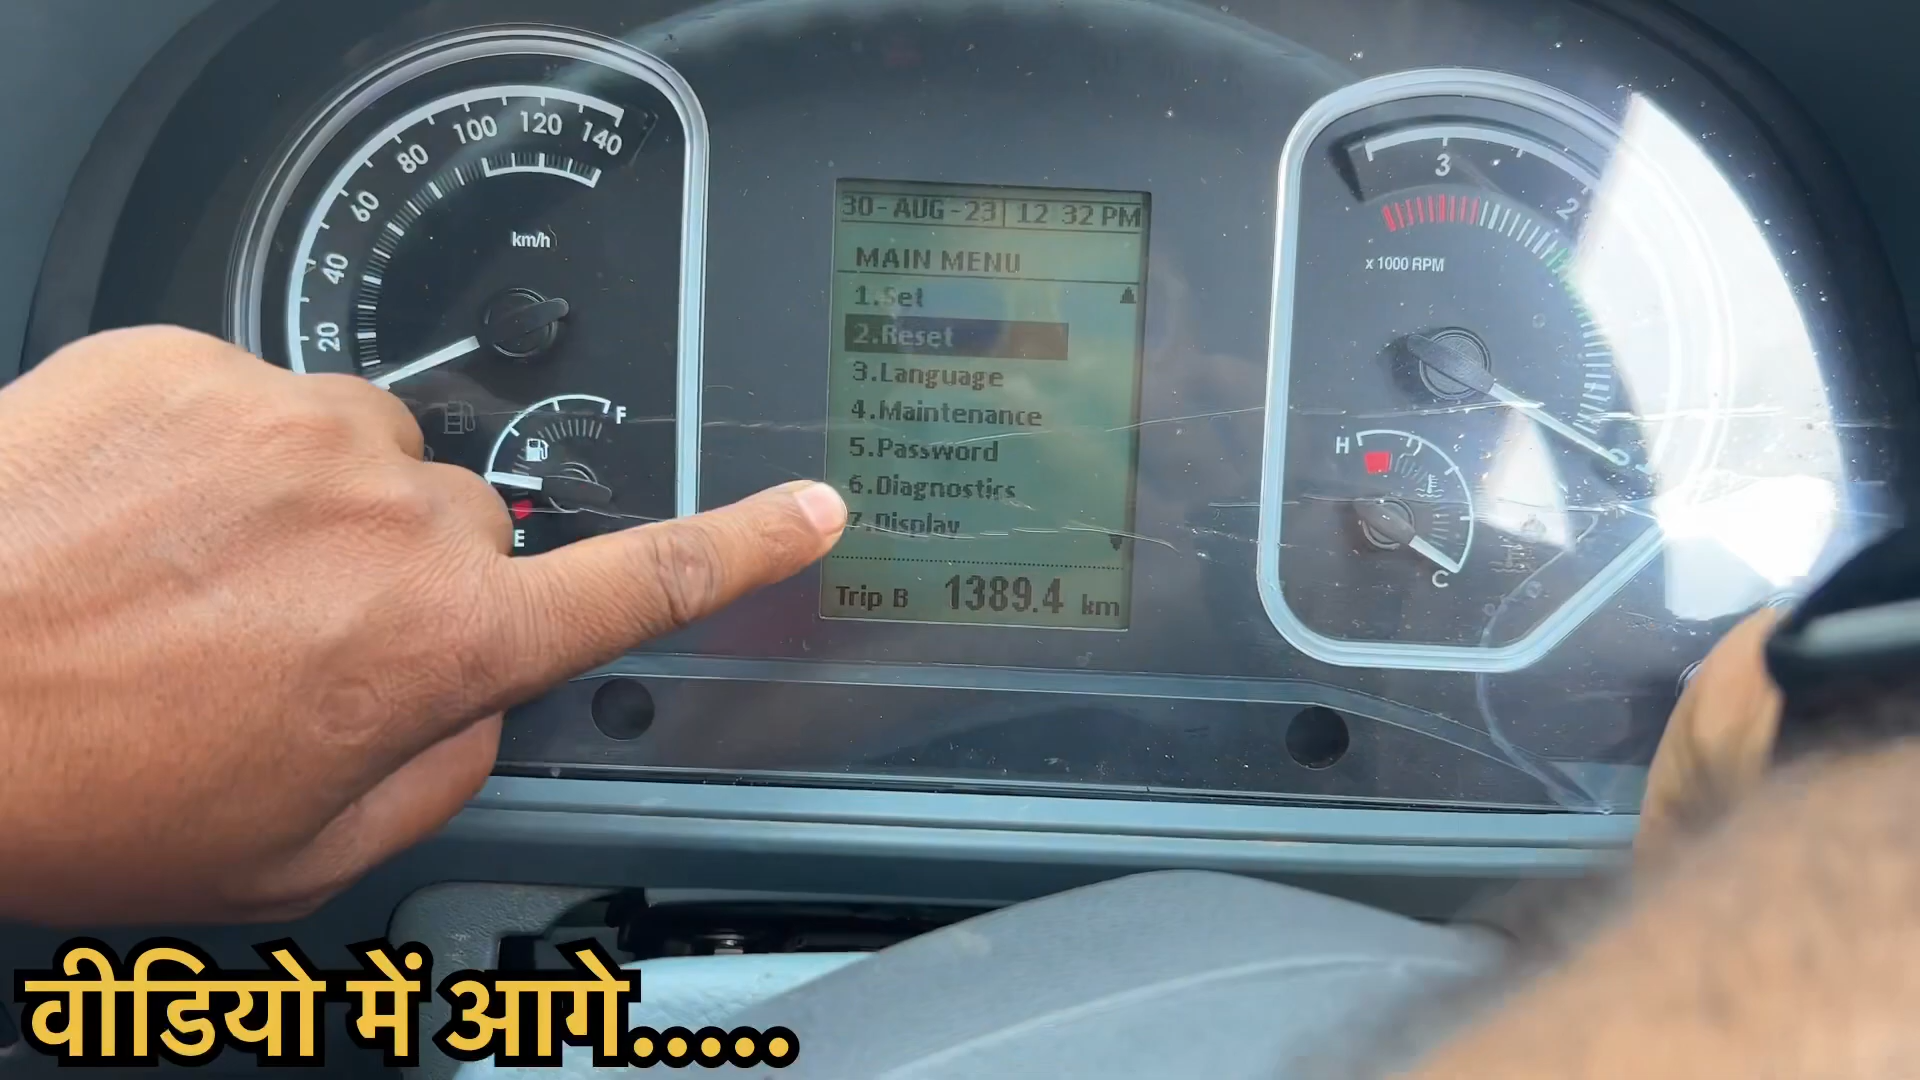 20
40
60
80
100
120
140
km/h
F
E
30-AUG-23 12 32 PM
MAIN MENU
1.Set
2.Reset
3.Language
4.Maintenance
5.Password
6.Diagnostics
7.Display
Trip B 1389.4 km
3
2
x 1000 RPM
0
H
C
वीडियो में आगे.....